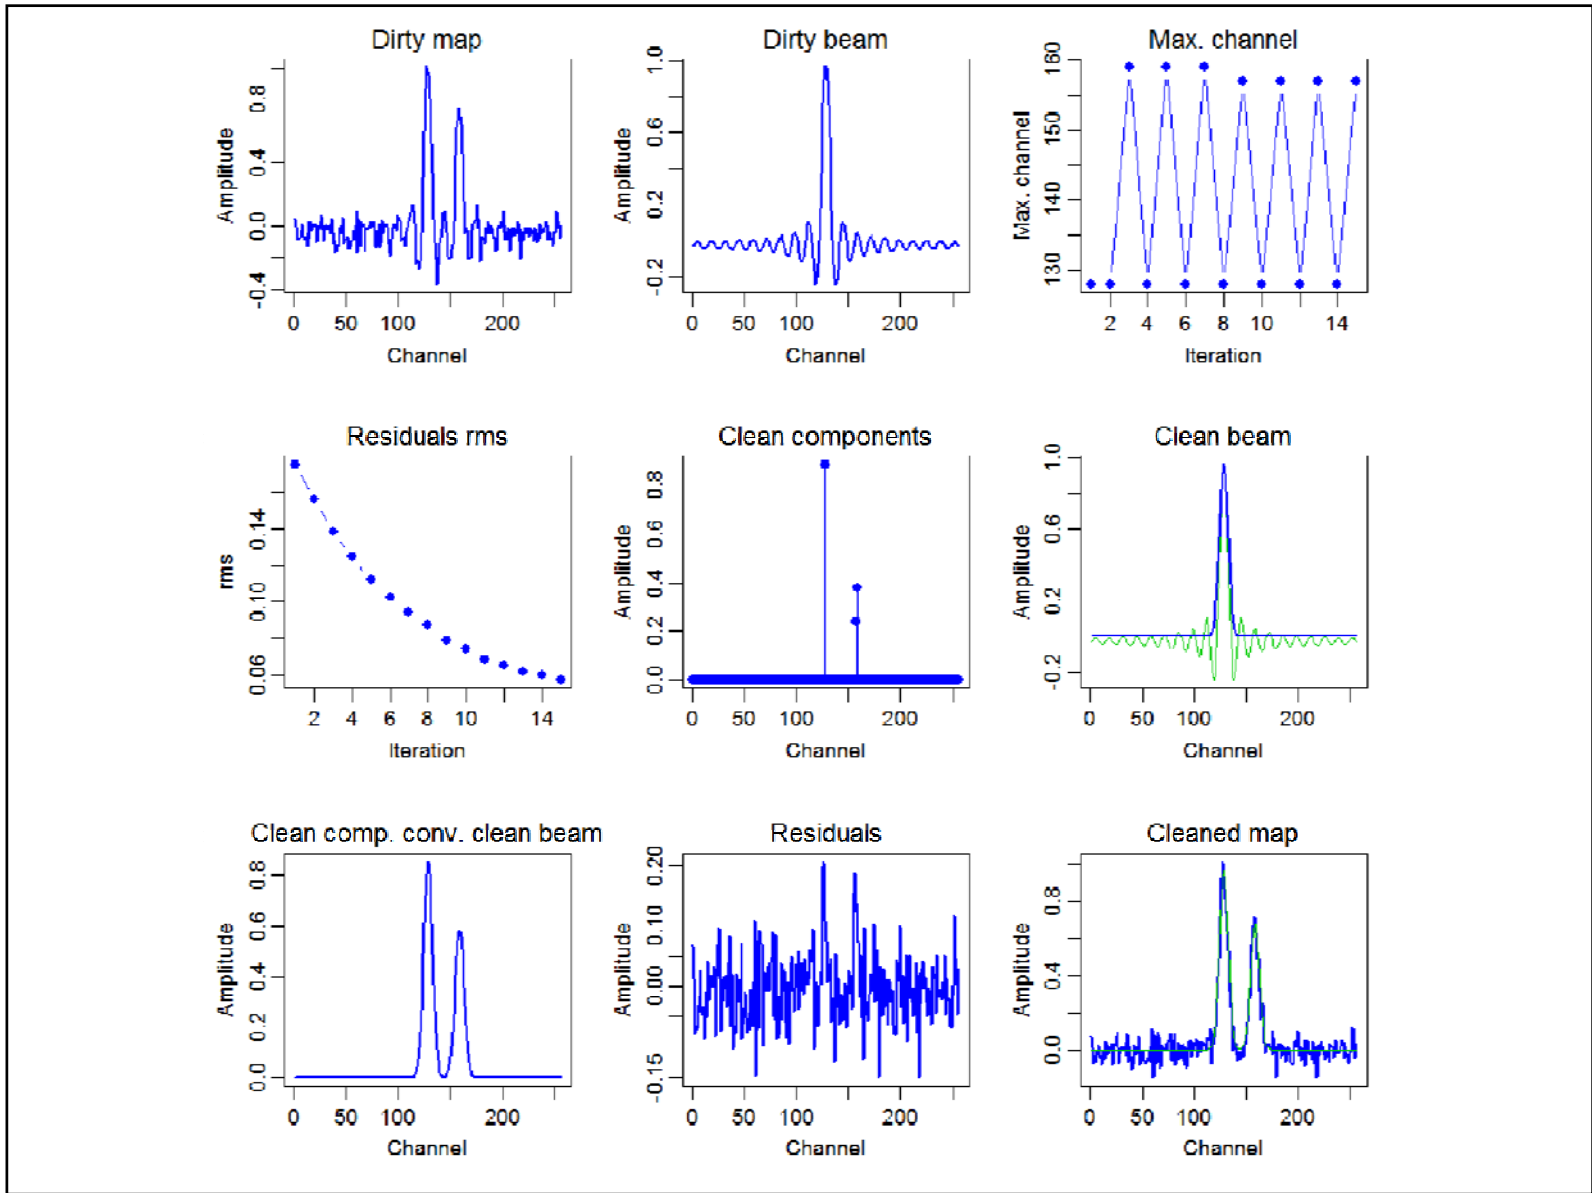 Dirty map
Amplitude
-0.4 0.0 0.4 0.8
0 50 100 200
Channel
Dirty beam
Amplitude
-0.2 0.2 0.6 1.0
0 50 100 200
Channel
Max. channel
Max. channel
130 140 150 160
2 4 6 8 10 14
Iteration
Residuals rms
rms
0.06 0.10 0.14
2 4 6 8 10 14
Iteration
Clean components
Amplitude
0.0 0.2 0.4 0.6 0.8
0 50 100 200
Channel
Clean beam
Amplitude
-0.2 0.2 0.6 1.0
0 50 100 200
Channel
Clean comp. conv. clean beam
Amplitude
0.0 0.2 0.4 0.6 0.8
0 50 100 200
Channel
Residuals
Amplitude
-0.15 0.00 0.10 0.20
0 50 100 200
Channel
Cleaned map
Amplitude
0.0 0.4 0.8
0 50 100 200
Channel